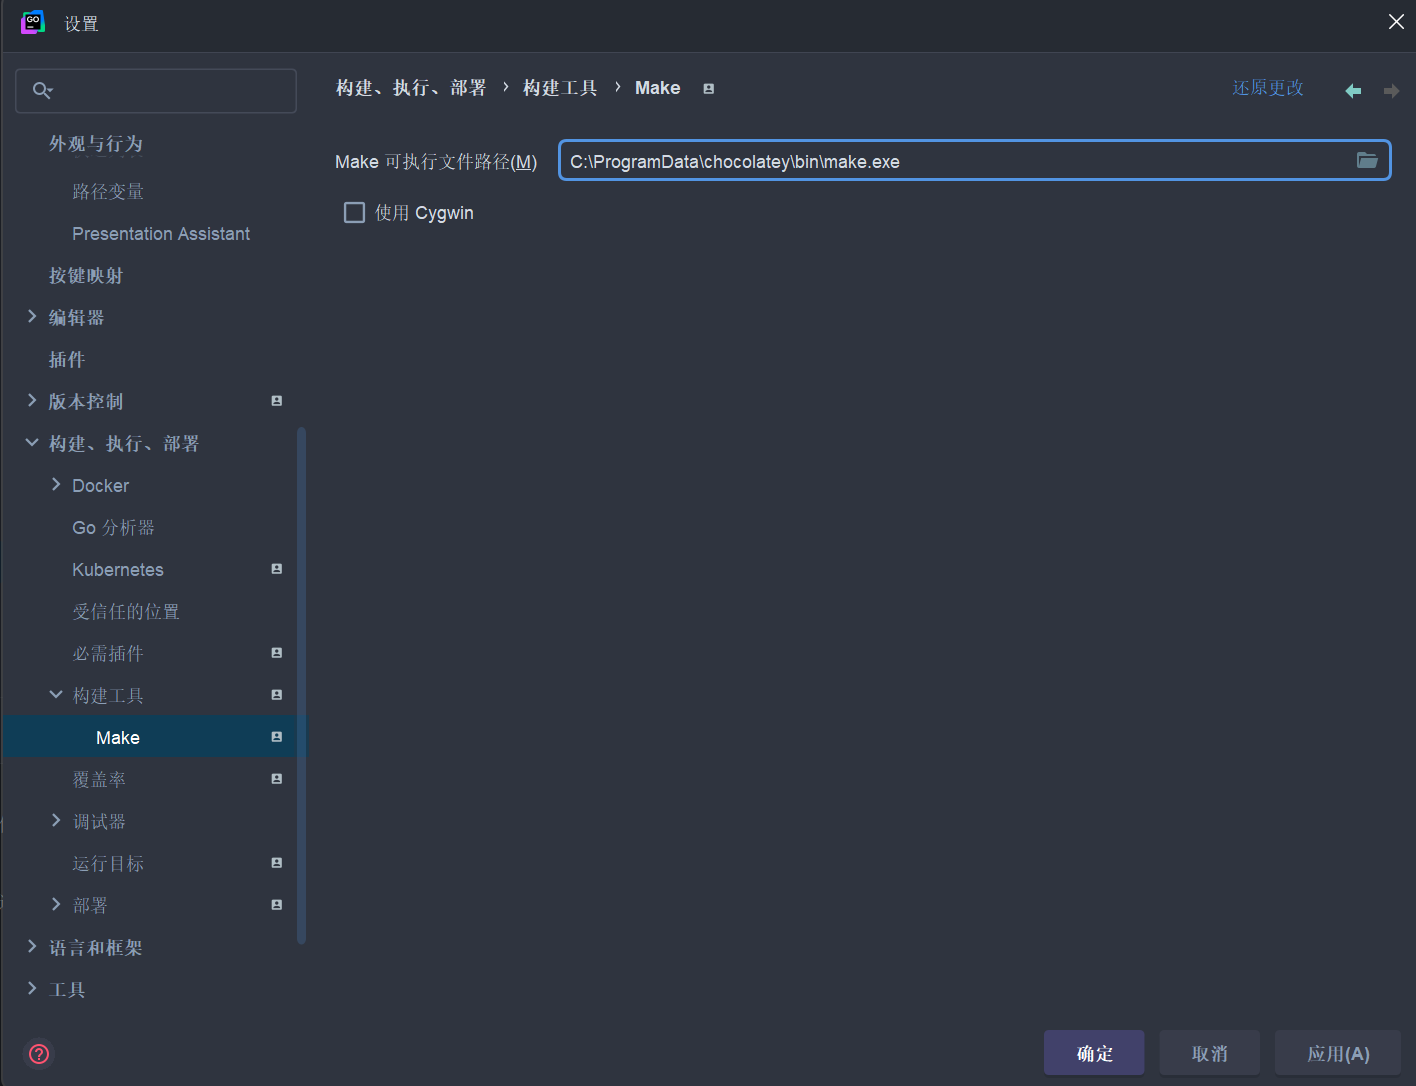 GO
设置
外观与行为
路径变量
Presentation Assistant
按键映射
编辑器
插件
版本控制
构建、执行、部署
Docker
Go 分析器
Kubernetes
受信任的位置
必需插件
构建工具
Make
覆盖率
调试器
运行目标
部署
语言和框架
工具
构建、执行、部署 › 构建工具 › Make
还原更改
Make 可执行文件路径(M) C:\ProgramData\chocolatey\bin\make.exe
使用 Cygwin
?
确定 取消 应用(A)